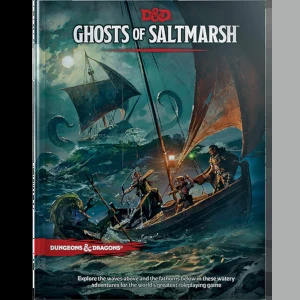 D&D
GHOSTS OF SALTMARSH™
DUNGEONS & DRAGONS®
Explore the waves above and the fathoms below in these watery
adventures for the world's greatest roleplaying game